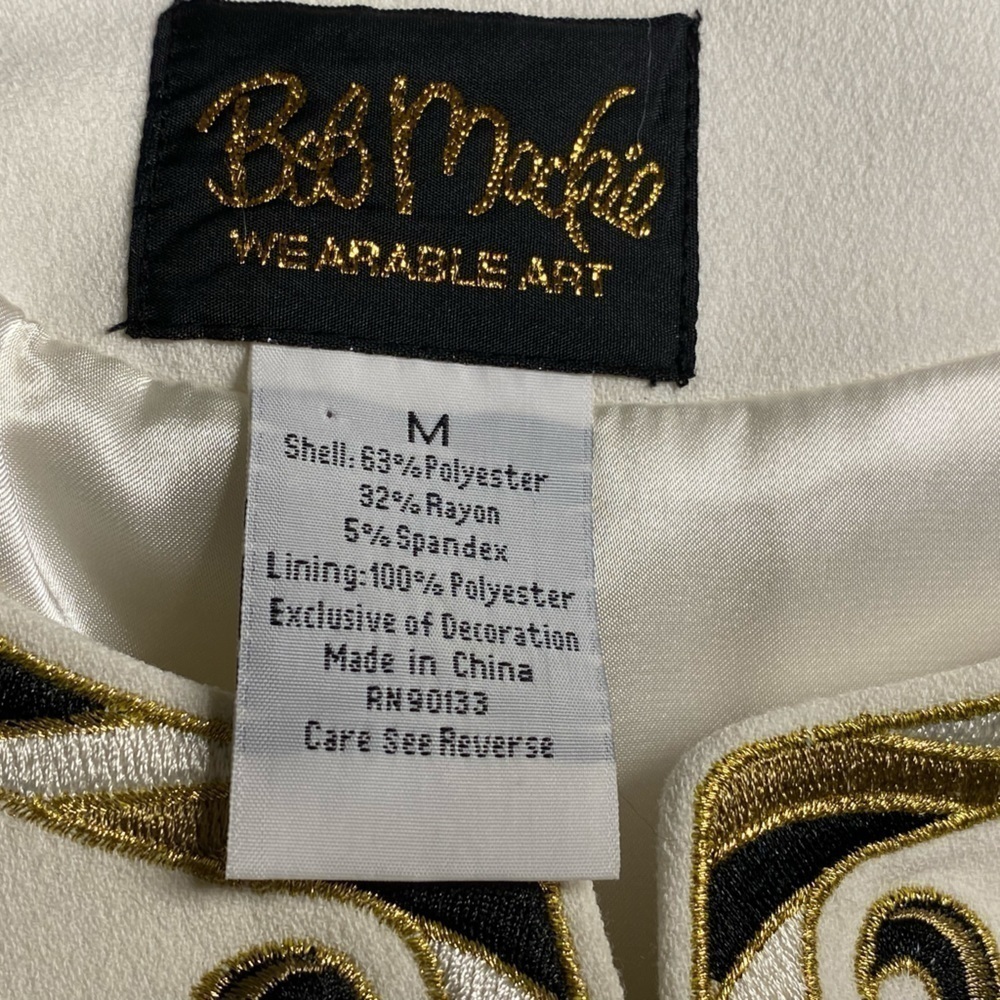 Bob Mackie
WEARABLE ART
M
Shell: 63% Polyester
32% Rayon
5% Spandex
Lining: 100% Polyester
Exclusive of Decoration
Made in China
RN90133
Care See Reverse